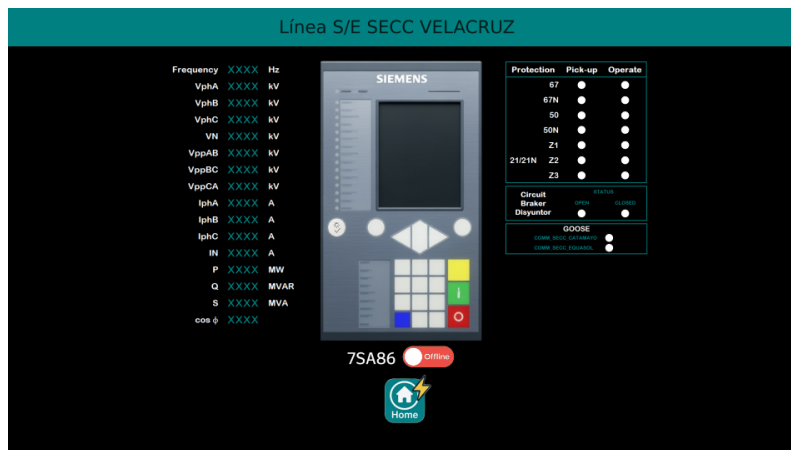 Línea S/E SECC VELACRUZ
Frequency XXXX Hz
VphA XXXX kV
VphB XXXX kV
VphC XXXX kV
VN XXXX kV
VppAB XXXX kV
VppBC XXXX kV
VppCA XXXX kV
IphA XXXX A
IphB XXXX A
IphC XXXX A
IN XXXX A
P XXXX MW
Q XXXX MVAR
S XXXX MVA
cos ϕ XXXX
SIEMENS
7SA86 Offline
Home
Protection Pick-up Operate
67
67N
50
50N
Z1
21/21N Z2
Z3
Circuit Braker Disyuntor
STATUS
OPEN CLOSED
GOOSE
COMM_SECC_CATAMAYO
COMM_SECC_EQUASOL